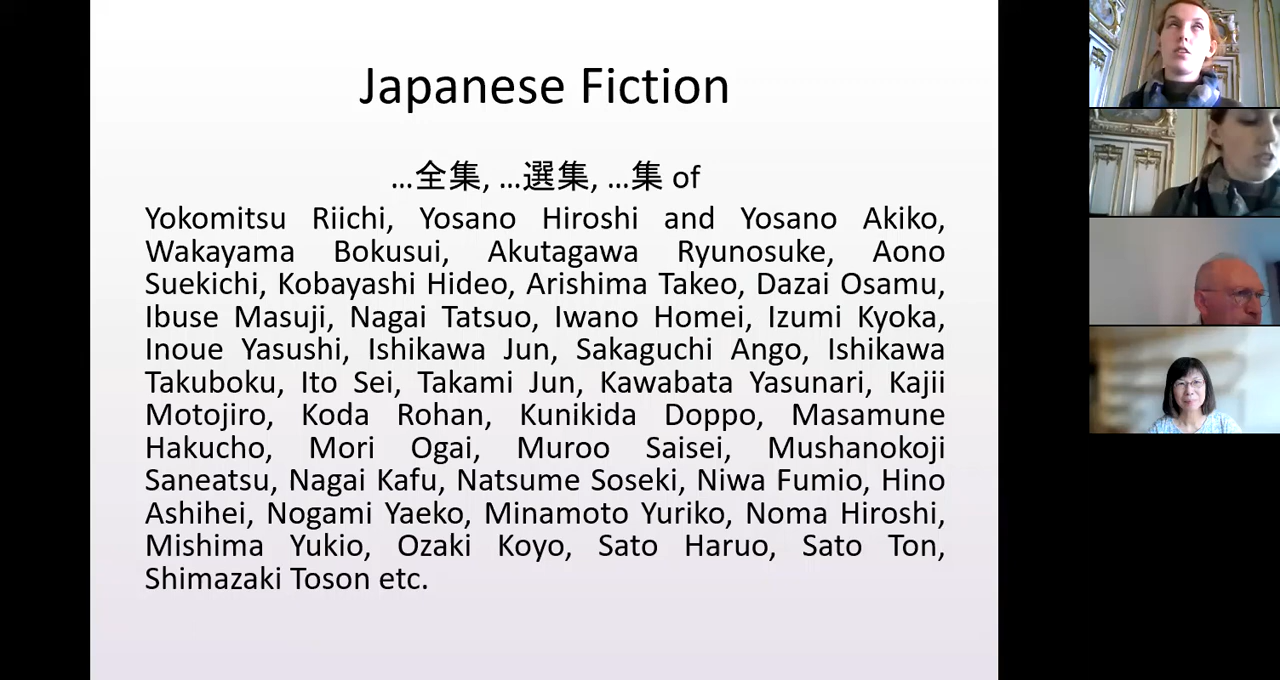 Japanese Fiction
...全集, ...選集, ...集 of
Yokomitsu Riichi, Yosano Hiroshi and Yosano Akiko,
Wakayama Bokusui, Akutagawa Ryunosuke, Aono
Suekichi, Kobayashi Hideo, Arishima Takeo, Dazai Osamu,
Ibuse Masuji, Nagai Tatsuo, Iwano Homei, Izumi Kyoka,
Inoue Yasushi, Ishikawa Jun, Sakaguchi Ango, Ishikawa
Takuboku, Ito Sei, Takami Jun, Kawabata Yasunari, Kajii
Motojiro, Koda Rohan, Kunikida Doppo, Masamune
Hakucho, Mori Ogai, Muroo Saisei, Mushanokoji
Saneatsu, Nagai Kafu, Natsume Soseki, Niwa Fumio, Hino
Ashihei, Nogami Yaeko, Minamoto Yuriko, Noma Hiroshi,
Mishima Yukio, Ozaki Koyo, Sato Haruo, Sato Ton,
Shimazaki Toson etc.